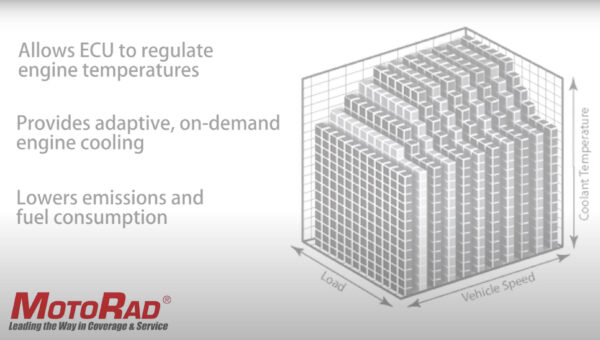 Allows ECU to regulate
engine temperatures
Provides adaptive, on-demand
engine cooling
Lowers emissions and
fuel consumption
Load
Vehicle Speed
Coolant Temperature
MOTORAD®
Leading the Way in Coverage & Service